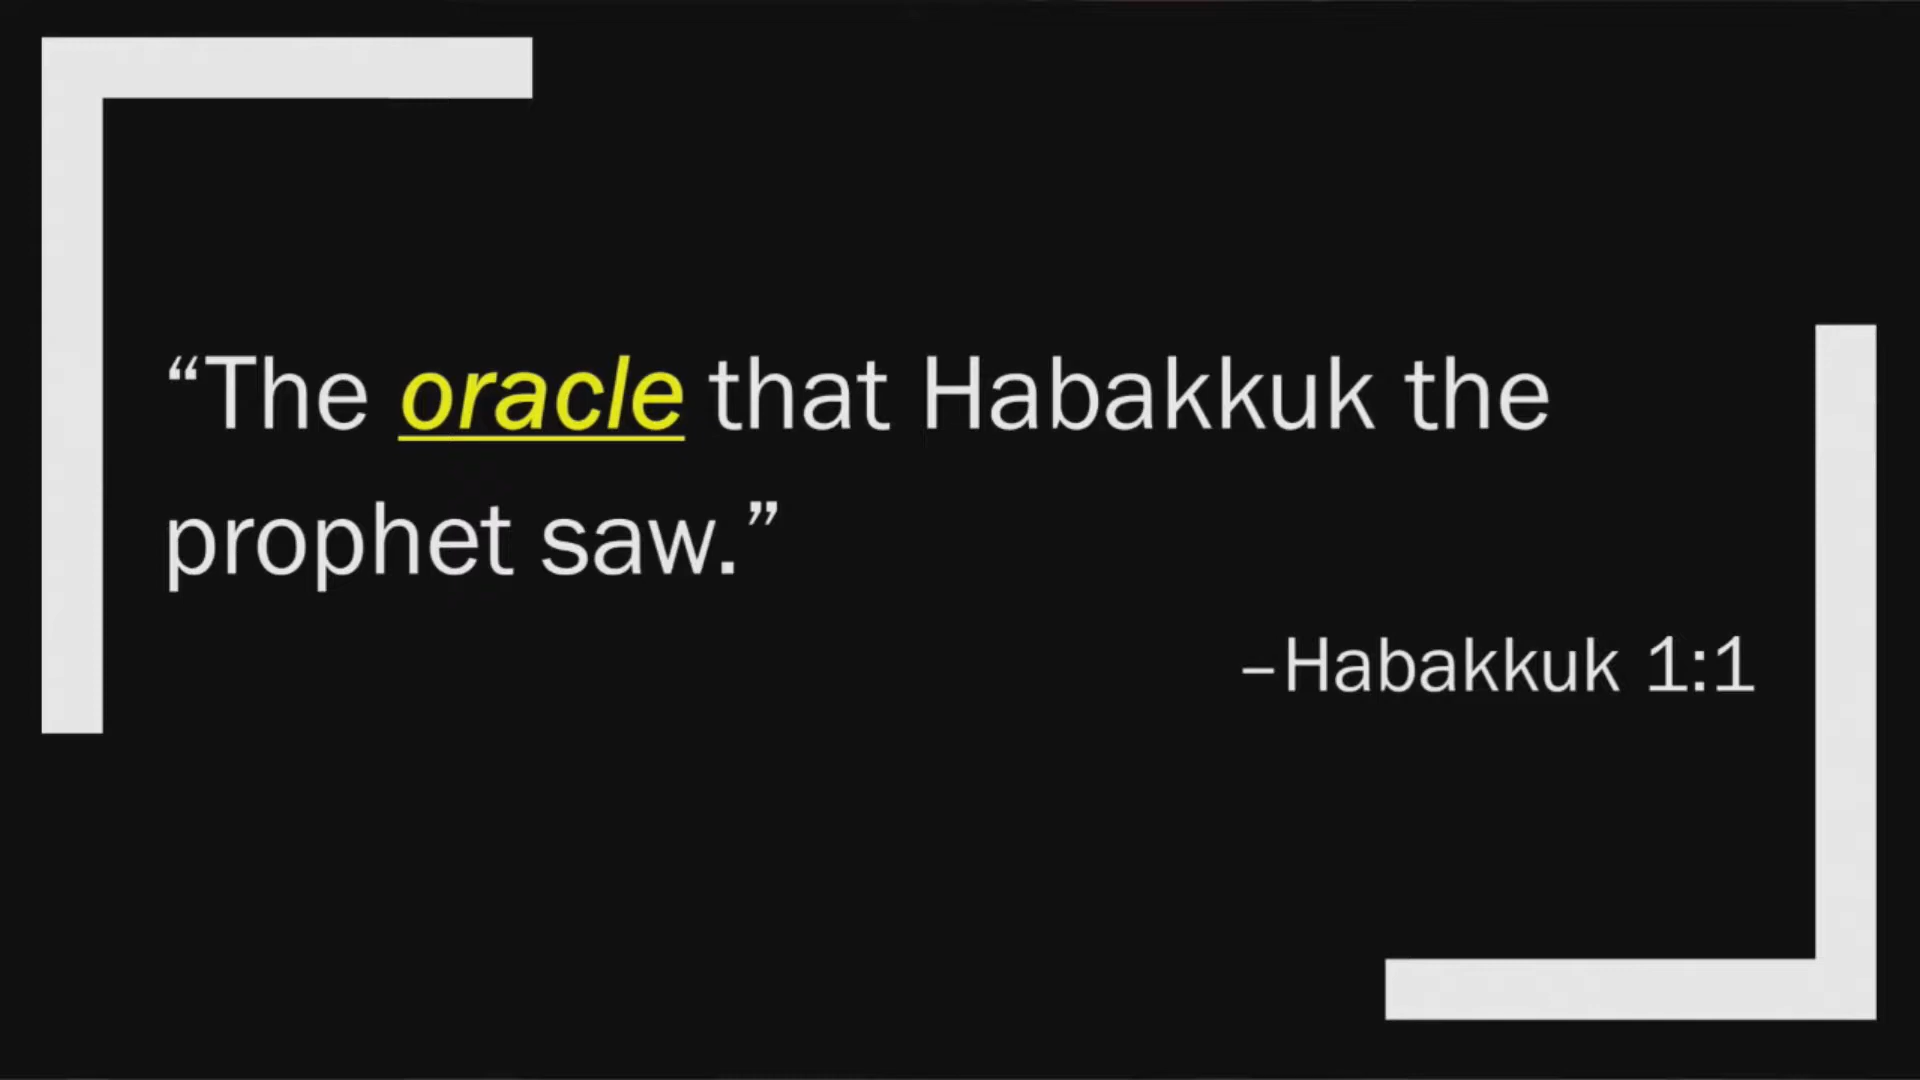 “The oracle that Habakkuk the
prophet saw.”
–Habakkuk 1:1